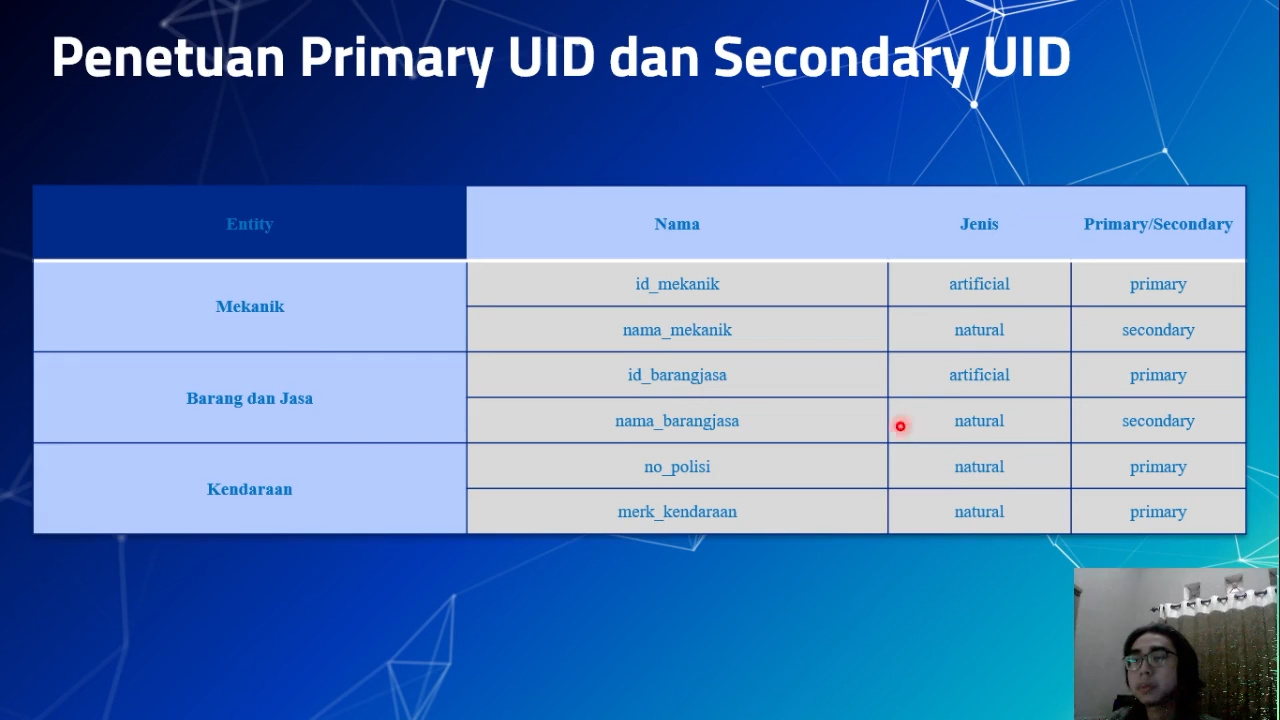 Penetuan Primary UID dan Secondary UID
Entity Nama Jenis Primary/Secondary
Mekanik
id_mekanik artificial primary
nama_mekanik natural secondary
Barang dan Jasa
id_barangjasa artificial primary
nama_barangjasa natural secondary
Kendaraan
no_polisi natural primary
merk_kendaraan natural primary